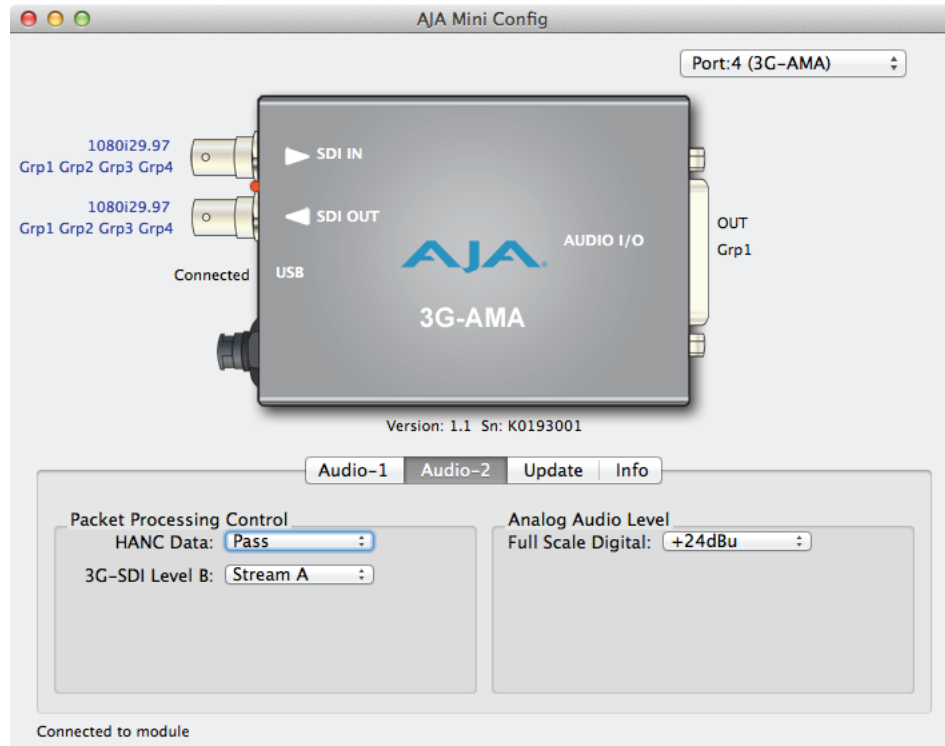 AJA Mini Config
Port:4 (3G-AMA)
1080i29.97
Grp1 Grp2 Grp3 Grp4
SDI IN
1080i29.97
Grp1 Grp2 Grp3 Grp4
SDI OUT
AUDIO I/O
OUT
Grp1
Connected
USB
AJA
3G-AMA
Version: 1.1 Sn: K0193001
Audio-1 Audio-2 Update Info
Packet Processing Control
HANC Data: Pass
3G-SDI Level B: Stream A
Analog Audio Level
Full Scale Digital: +24dBu
Connected to module